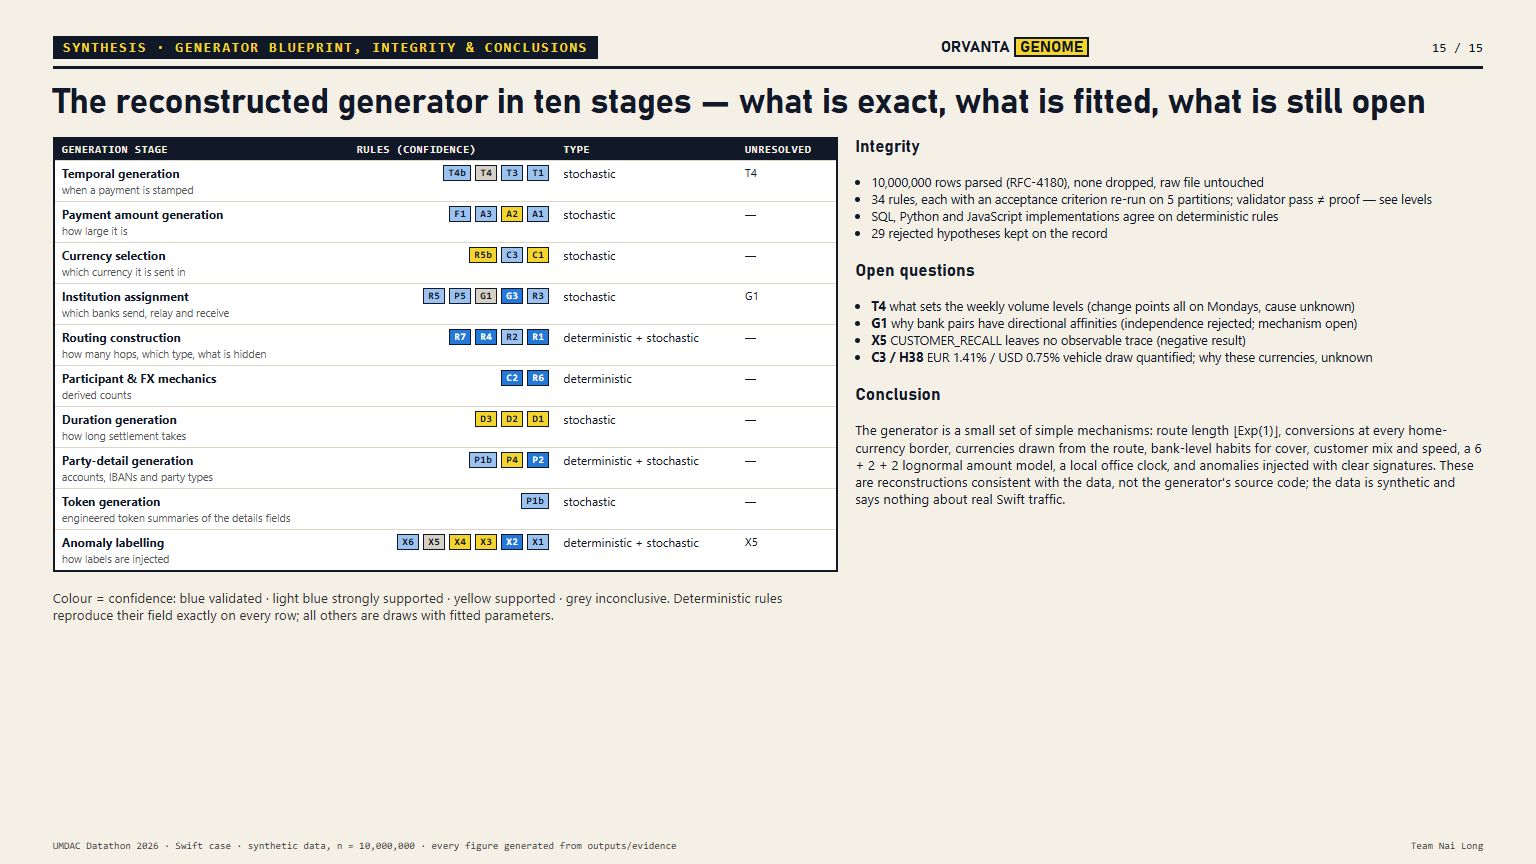 SYNTHESIS · GENERATOR BLUEPRINT, INTEGRITY & CONCLUSIONS
ORVANTA GENOME
15 / 15
The reconstructed generator in ten stages — what is exact, what is fitted, what is still open
GENERATION STAGE RULES (CONFIDENCE) TYPE UNRESOLVED
Temporal generation T4b T4 T3 T1 stochastic T4
when a payment is stamped
Payment amount generation F1 A3 A2 A1 stochastic —
how large it is
Currency selection R5b C3 C1 stochastic —
which currency it is sent in
Institution assignment R5 P5 G1 G3 R3 stochastic G1
which banks send, relay and receive
Routing construction R7 R4 R2 R1 deterministic + stochastic —
how many hops, which type, what is hidden
Participant & FX mechanics C2 R6 deterministic —
derived counts
Duration generation D3 D2 D1 stochastic —
how long settlement takes
Party-detail generation P1b P4 P2 deterministic + stochastic —
accounts, IBANs and party types
Token generation P1b stochastic —
engineered token summaries of the details fields
Anomaly labelling X6 X5 X4 X3 X2 X1 deterministic + stochastic X5
how labels are injected
Colour = confidence: blue validated · light blue strongly supported · yellow supported · grey inconclusive. Deterministic rules
reproduce their field exactly on every row; all others are draws with fitted parameters.
Integrity
• 10,000,000 rows parsed (RFC-4180), none dropped, raw file untouched
• 34 rules, each with an acceptance criterion re-run on 5 partitions; validator pass ≠ proof — see levels
• SQL, Python and JavaScript implementations agree on deterministic rules
• 29 rejected hypotheses kept on the record
Open questions
• T4 what sets the weekly volume levels (change points all on Mondays, cause unknown)
• G1 why bank pairs have directional affinities (independence rejected; mechanism open)
• X5 CUSTOMER_RECALL leaves no observable trace (negative result)
• C3 / H38 EUR 1.41% / USD 0.75% vehicle draw quantified; why these currencies, unknown
Conclusion
The generator is a small set of simple mechanisms: route length ⌊Exp(1)⌋, conversions at every home-
currency border, currencies drawn from the route, bank-level habits for cover, customer mix and speed, a 6
+ 2 + 2 lognormal amount model, a local office clock, and anomalies injected with clear signatures. These
are reconstructions consistent with the data, not the generator's source code; the data is synthetic and
says nothing about real Swift traffic.
UMDAC Datathon 2026 · Swift case · synthetic data, n = 10,000,000 · every figure generated from outputs/evidence
Team Nai Long